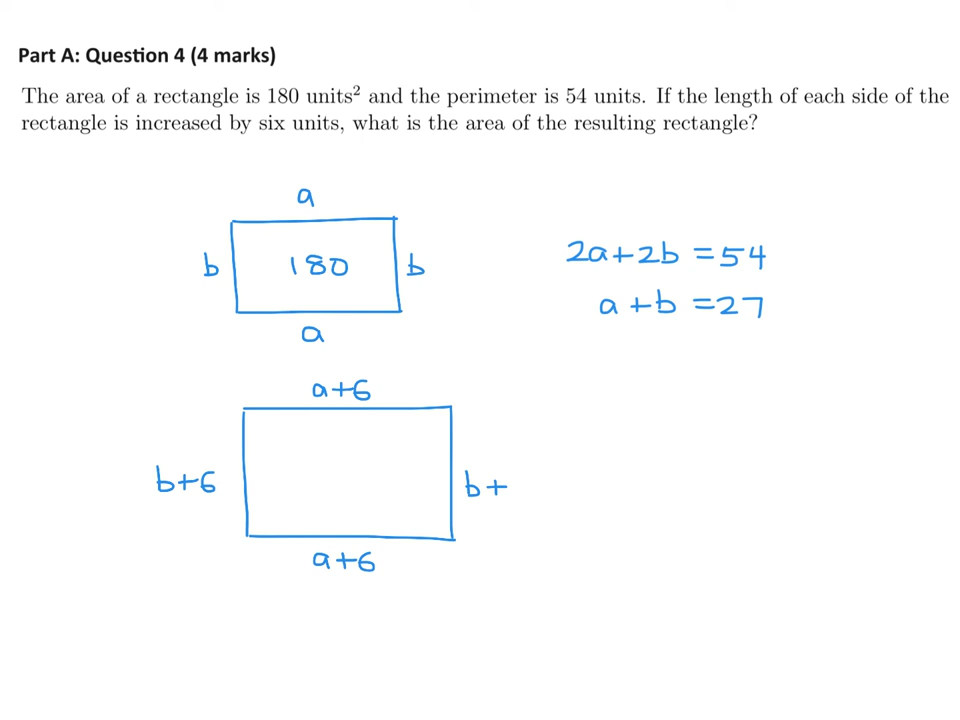 Part A: Question 4 (4 marks)
The area of a rectangle is 180 units² and the perimeter is 54 units. If the length of each side of the
rectangle is increased by six units, what is the area of the resulting rectangle?
a
b 180 b
a
2a+2b = 54
a + b = 27
a+6
b+6 b+
a+6